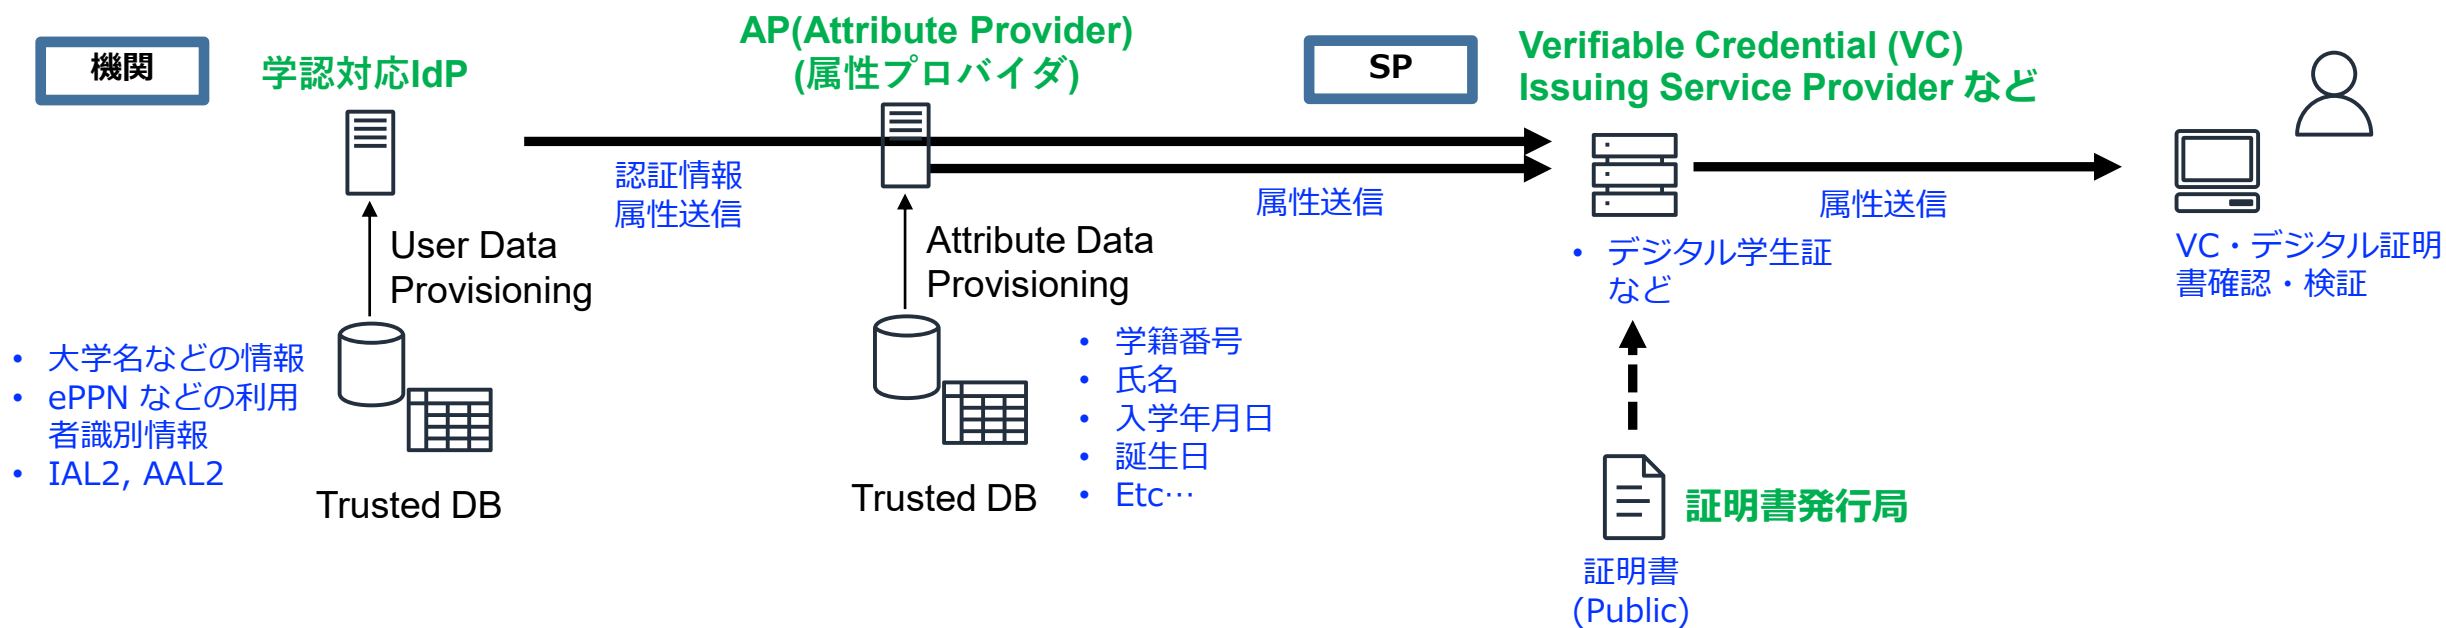 機関
学認対応IdP
AP(Attribute Provider)
(属性プロバイダ)
SP
Verifiable Credential (VC)
Issuing Service Provider など
認証情報
属性送信
属性送信
属性送信
User Data
Provisioning
Attribute Data
Provisioning
• デジタル学生証
など
VC・デジタル証明
書確認・検証
• 大学名などの情報
• ePPN などの利用
者識別情報
• IAL2, AAL2
Trusted DB
• 学籍番号
• 氏名
• 入学年月日
• 誕生日
• Etc…
Trusted DB
証明書発行局
証明書
(Public)